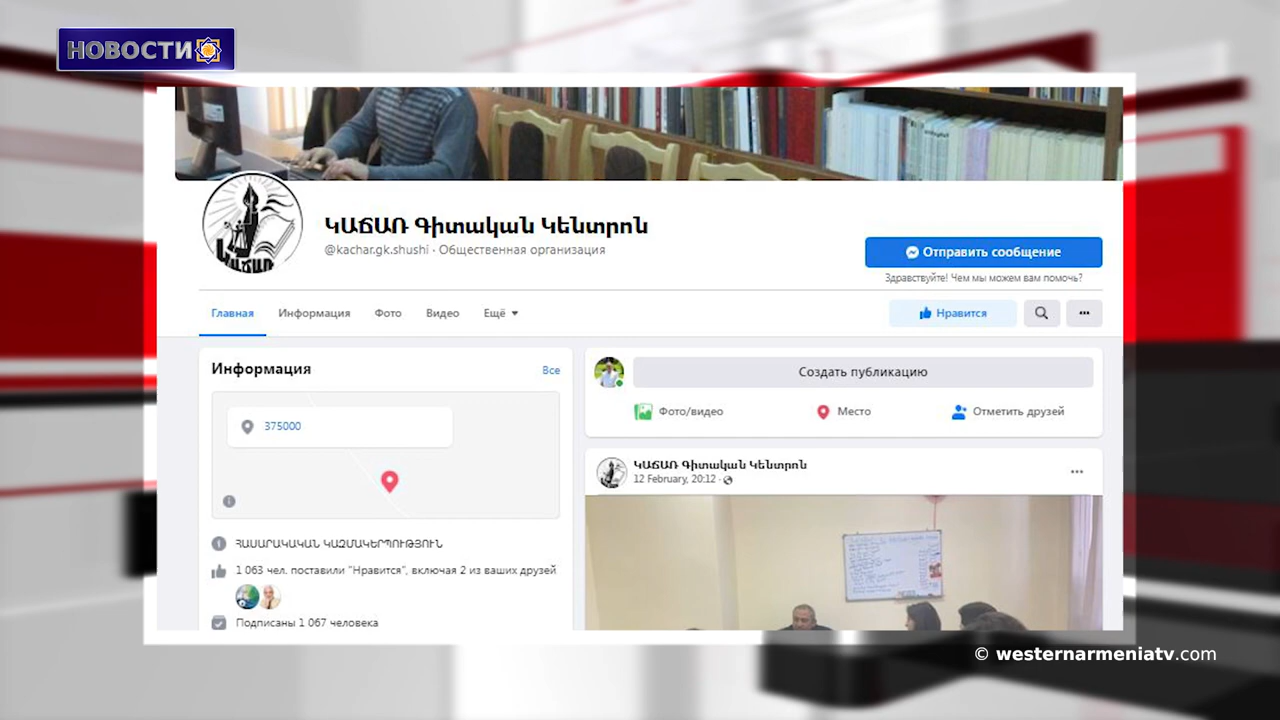 НОВОСТИ
ԿԱՃԱՌ
ԿԱՃԱՌ Գիտական Կենտրոն
@kachar.gk.shushi · Общественная организация
Отправить сообщение
Здравствуйте! Чем мы можем вам помочь?
Главная
Информация
Фото
Видео
Ещё
Нравится
Информация
Все
375000
ՀԱՍԱՐԱԿԱԿԱՆ ԿԱԶՄԱԿԵՐՊՈՒԹՅՈՒՆ
1 063 чел. поставили "Нравится", включая 2 из ваших друзей
Подписаны 1 067 человека
Создать публикацию
Фото/видео
Место
Отметить друзей
ԿԱՃԱՌ Գիտական Կենտրոն
12 February, 20:12 ·
© westernarmeniatv.com